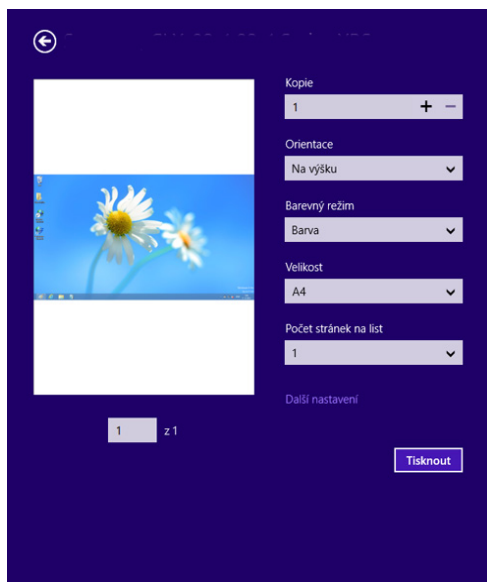 Kopie
1
Orientace
Na výšku
Barevný režim
Barva
Velikost
A4
Počet stránek na list
1
Další nastavení
1 z 1
Tisknout